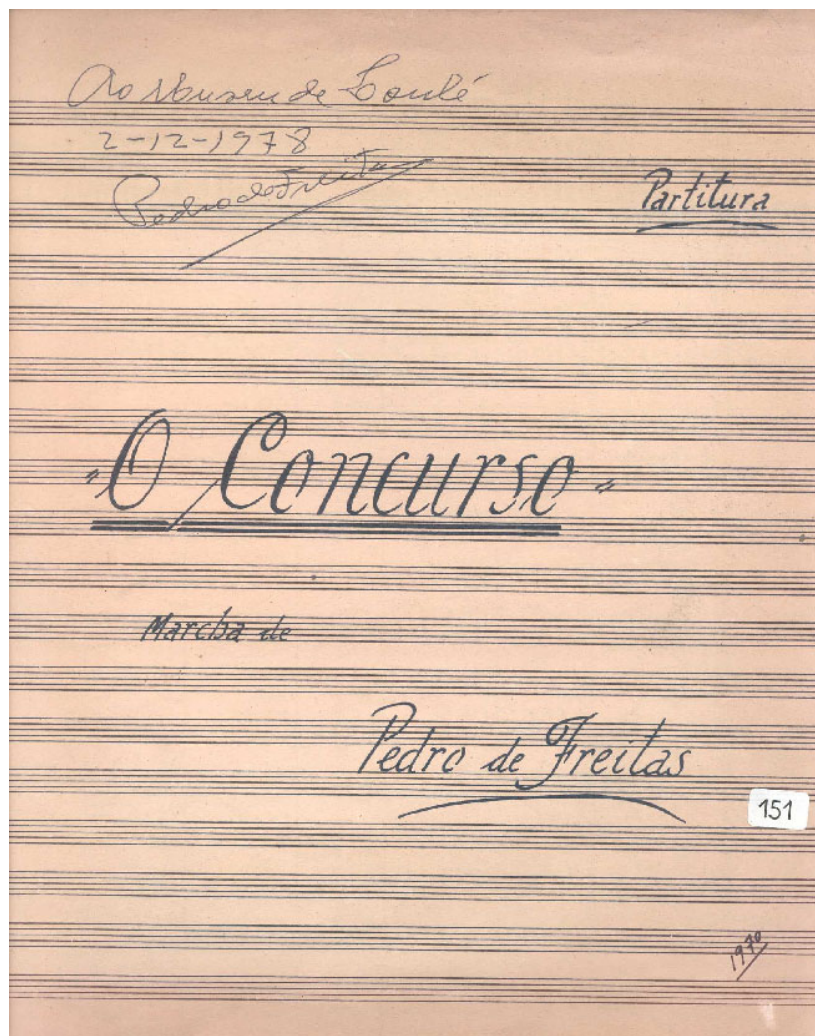 Ao Museu de Loulé
2-12-1978
Pedro de Freitas
Partitura
"O Concurso"
Marcha de
Pedro de Freitas
151
1970